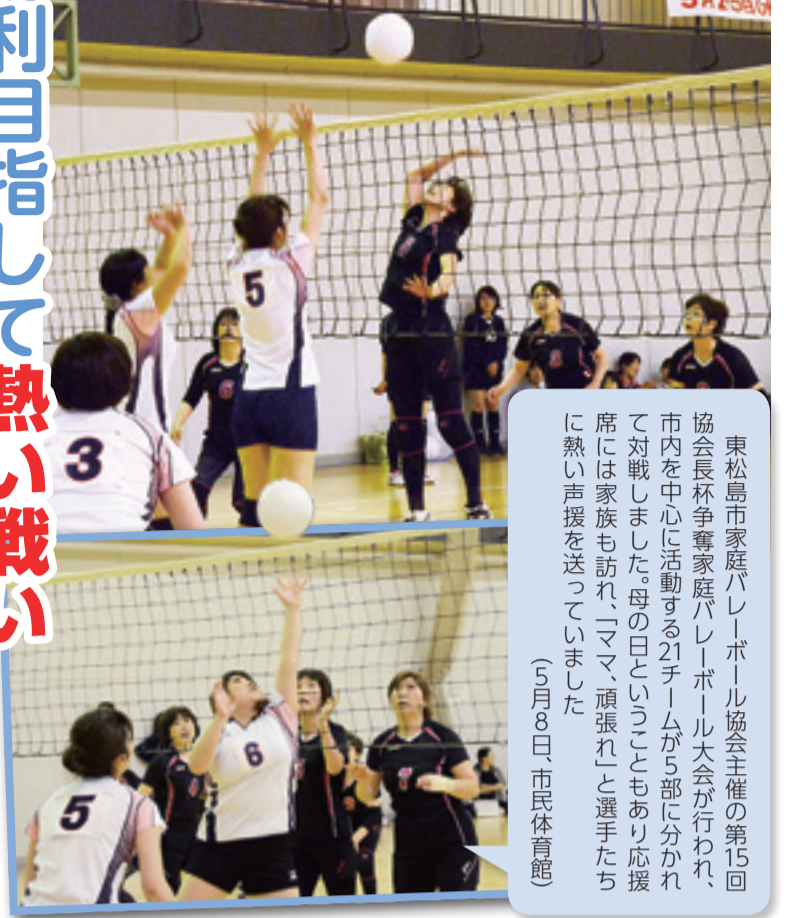 利目指して熱い戦い
東松島市家庭バレーボール協会主催の第15回
協会長杯争奪家庭バレーボール大会が行われ、
市内を中心に活動する21チームが5部に分かれ
て対戦しました。母の日ということもあり応援
席には家族も訪れ、「ママ、頑張れ」と選手たち
に熱い声援を送っていました
(5月8日、市民体育館)
5
3
6
5